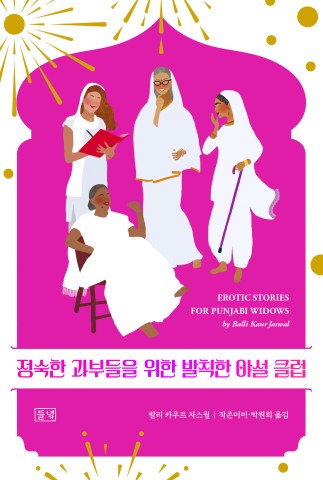 EROTIC STORIES
FOR PUNJABI WIDOWS
by Balli Kaur Jaswal
정숙한 과부들을 위한 발칙한 야설 클럽
들녘
발리 카우르 자스월 | 작은미미·박원희 옮김